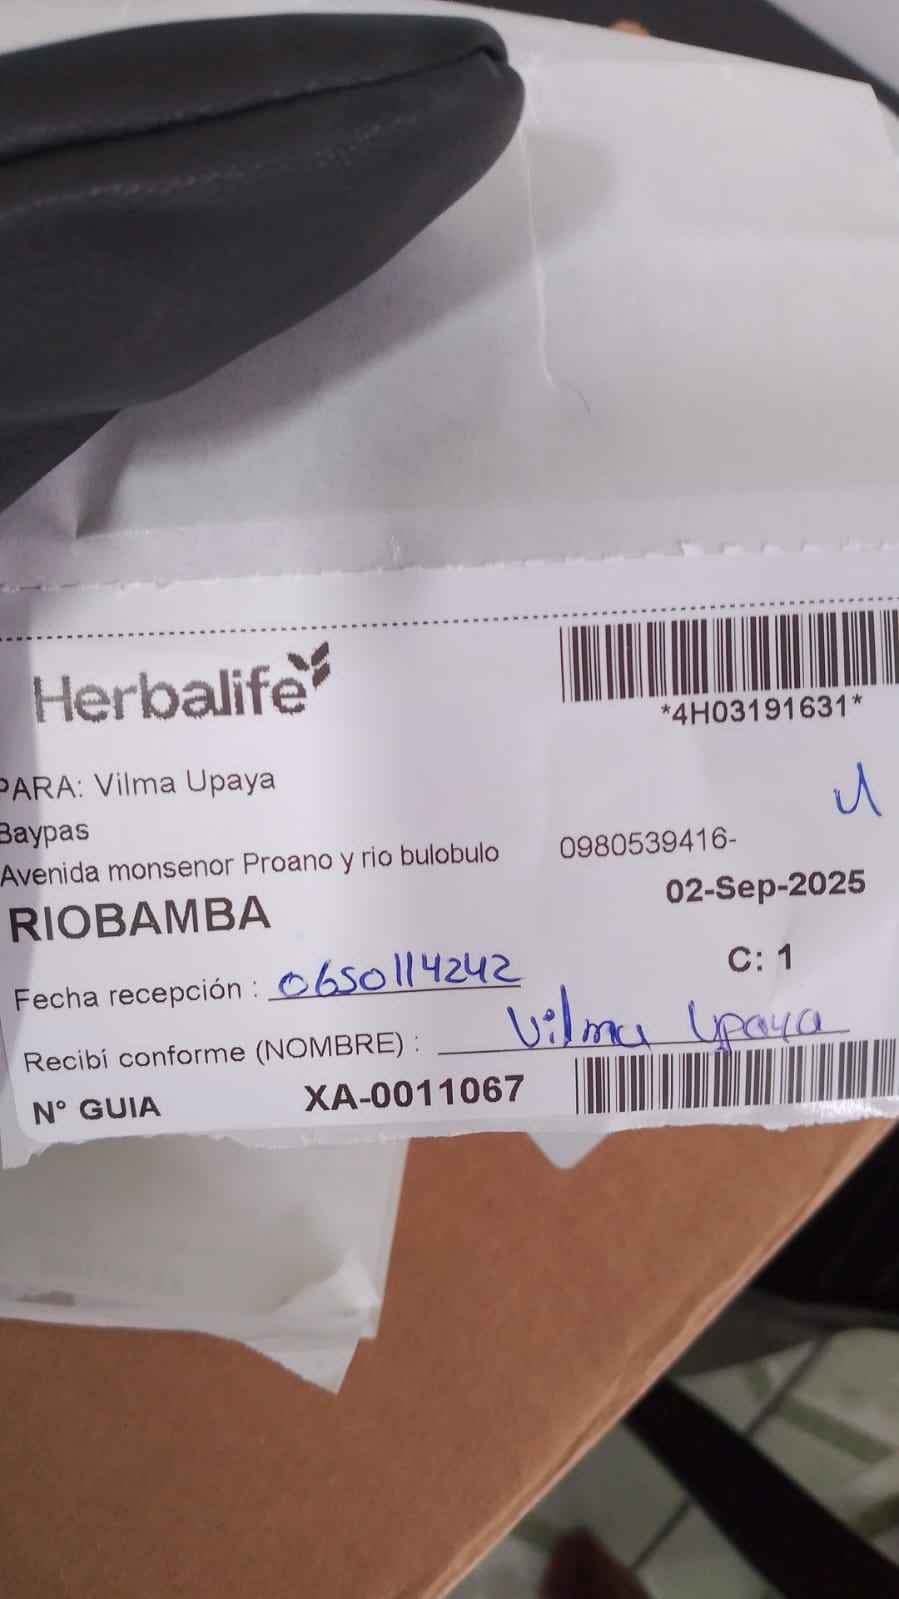 Herbalife
*4H03191631*
PARA: Vilma Upaya
Baypas
Avenida monsenor Proano y rio bulobulo 0980539416-
RIOBAMBA 02-Sep-2025
C: 1
Fecha recepción : 0650114242
Recibí conforme (NOMBRE) : Vilma Upaya
N° GUIA XA-0011067